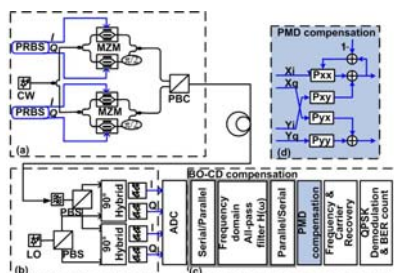 PRBS
I
Q
MZM
π/2
CW
PRBS
I
Q
MZM
π/2
PBC
(a)
PMD compensation
1-
Xi
Xq
Yi
Yq
Pxx
Pxy
Pyx
Pyy
(d)
BO-CD compensation
PBS
LO
PBS
90° Hybrid
90° Hybrid
I
Q
I
Q
(b)
ADC
Serial/Parallel
Frequency domain All-pass filter H(ω)
Parallel/Serial
PMD compensation
Frequency & Carrier Recovery
QPSK Demodulation & BER count
(c)